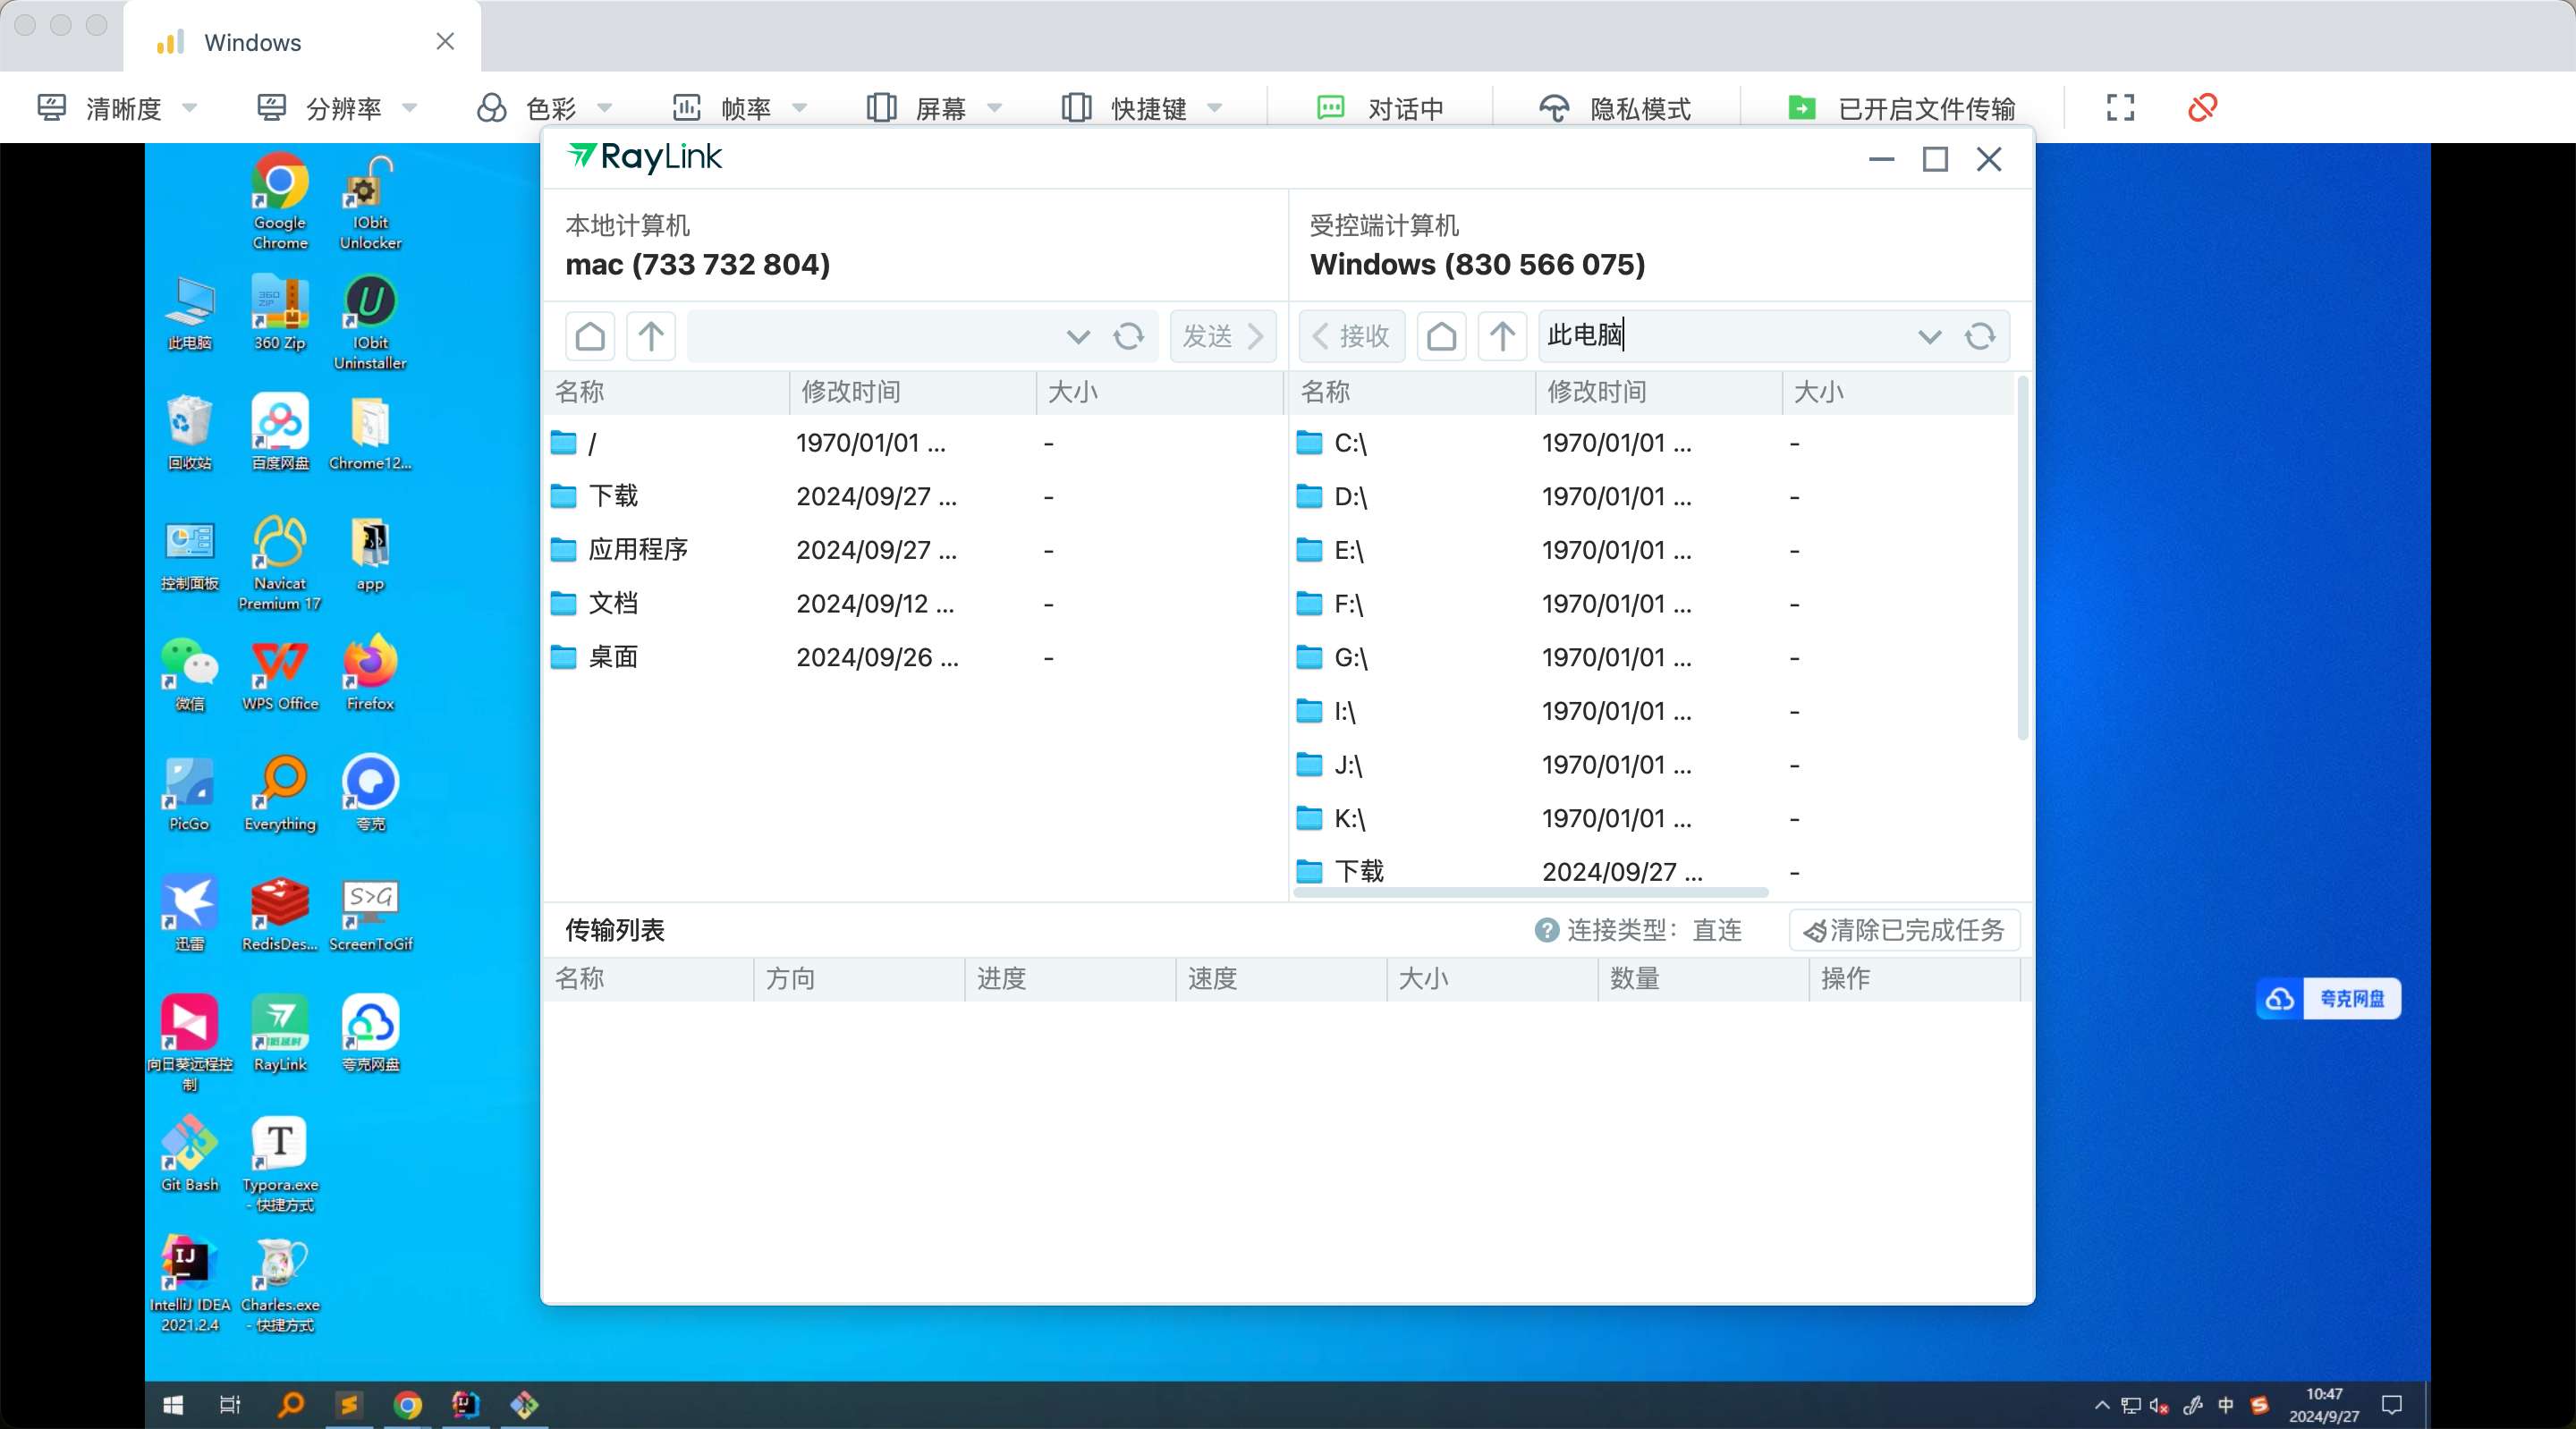 Windows
清晰度
分辨率
色彩
帧率
屏幕
快捷键
对话中
隐私模式
已开启文件传输
Google
Chrome
IObit
Unlocker
此电脑
360 Zip
IObit
Uninstaller
回收站
百度网盘
Chrome12...
控制面板
Navicat
Premium 17
app
微信
WPS Office
Firefox
PicGo
Everything
夸克
迅雷
RedisDes...
S>G
ScreenToGif
向日葵远程控
制
RayLink
夸克网盘
Git Bash
T
Typora.exe
- 快捷方式
IJ
IntelliJ IDEA
2021.2.4
Charles.exe
- 快捷方式
RayLink
本地计算机
mac (733 732 804)
受控端计算机
Windows (830 566 075)
发送
接收
此电脑
名称 修改时间 大小
/ 1970/01/01 ... -
下载 2024/09/27 ... -
应用程序 2024/09/27 ... -
文档 2024/09/12 ... -
桌面 2024/09/26 ... -
名称 修改时间 大小
C:\ 1970/01/01 ... -
D:\ 1970/01/01 ... -
E:\ 1970/01/01 ... -
F:\ 1970/01/01 ... -
G:\ 1970/01/01 ... -
I:\ 1970/01/01 ... -
J:\ 1970/01/01 ... -
K:\ 1970/01/01 ... -
下载 2024/09/27 ... -
传输列表
连接类型：直连
清除已完成任务
名称 方向 进度 速度 大小 数量 操作
夸克网盘
中
10:47
2024/9/27